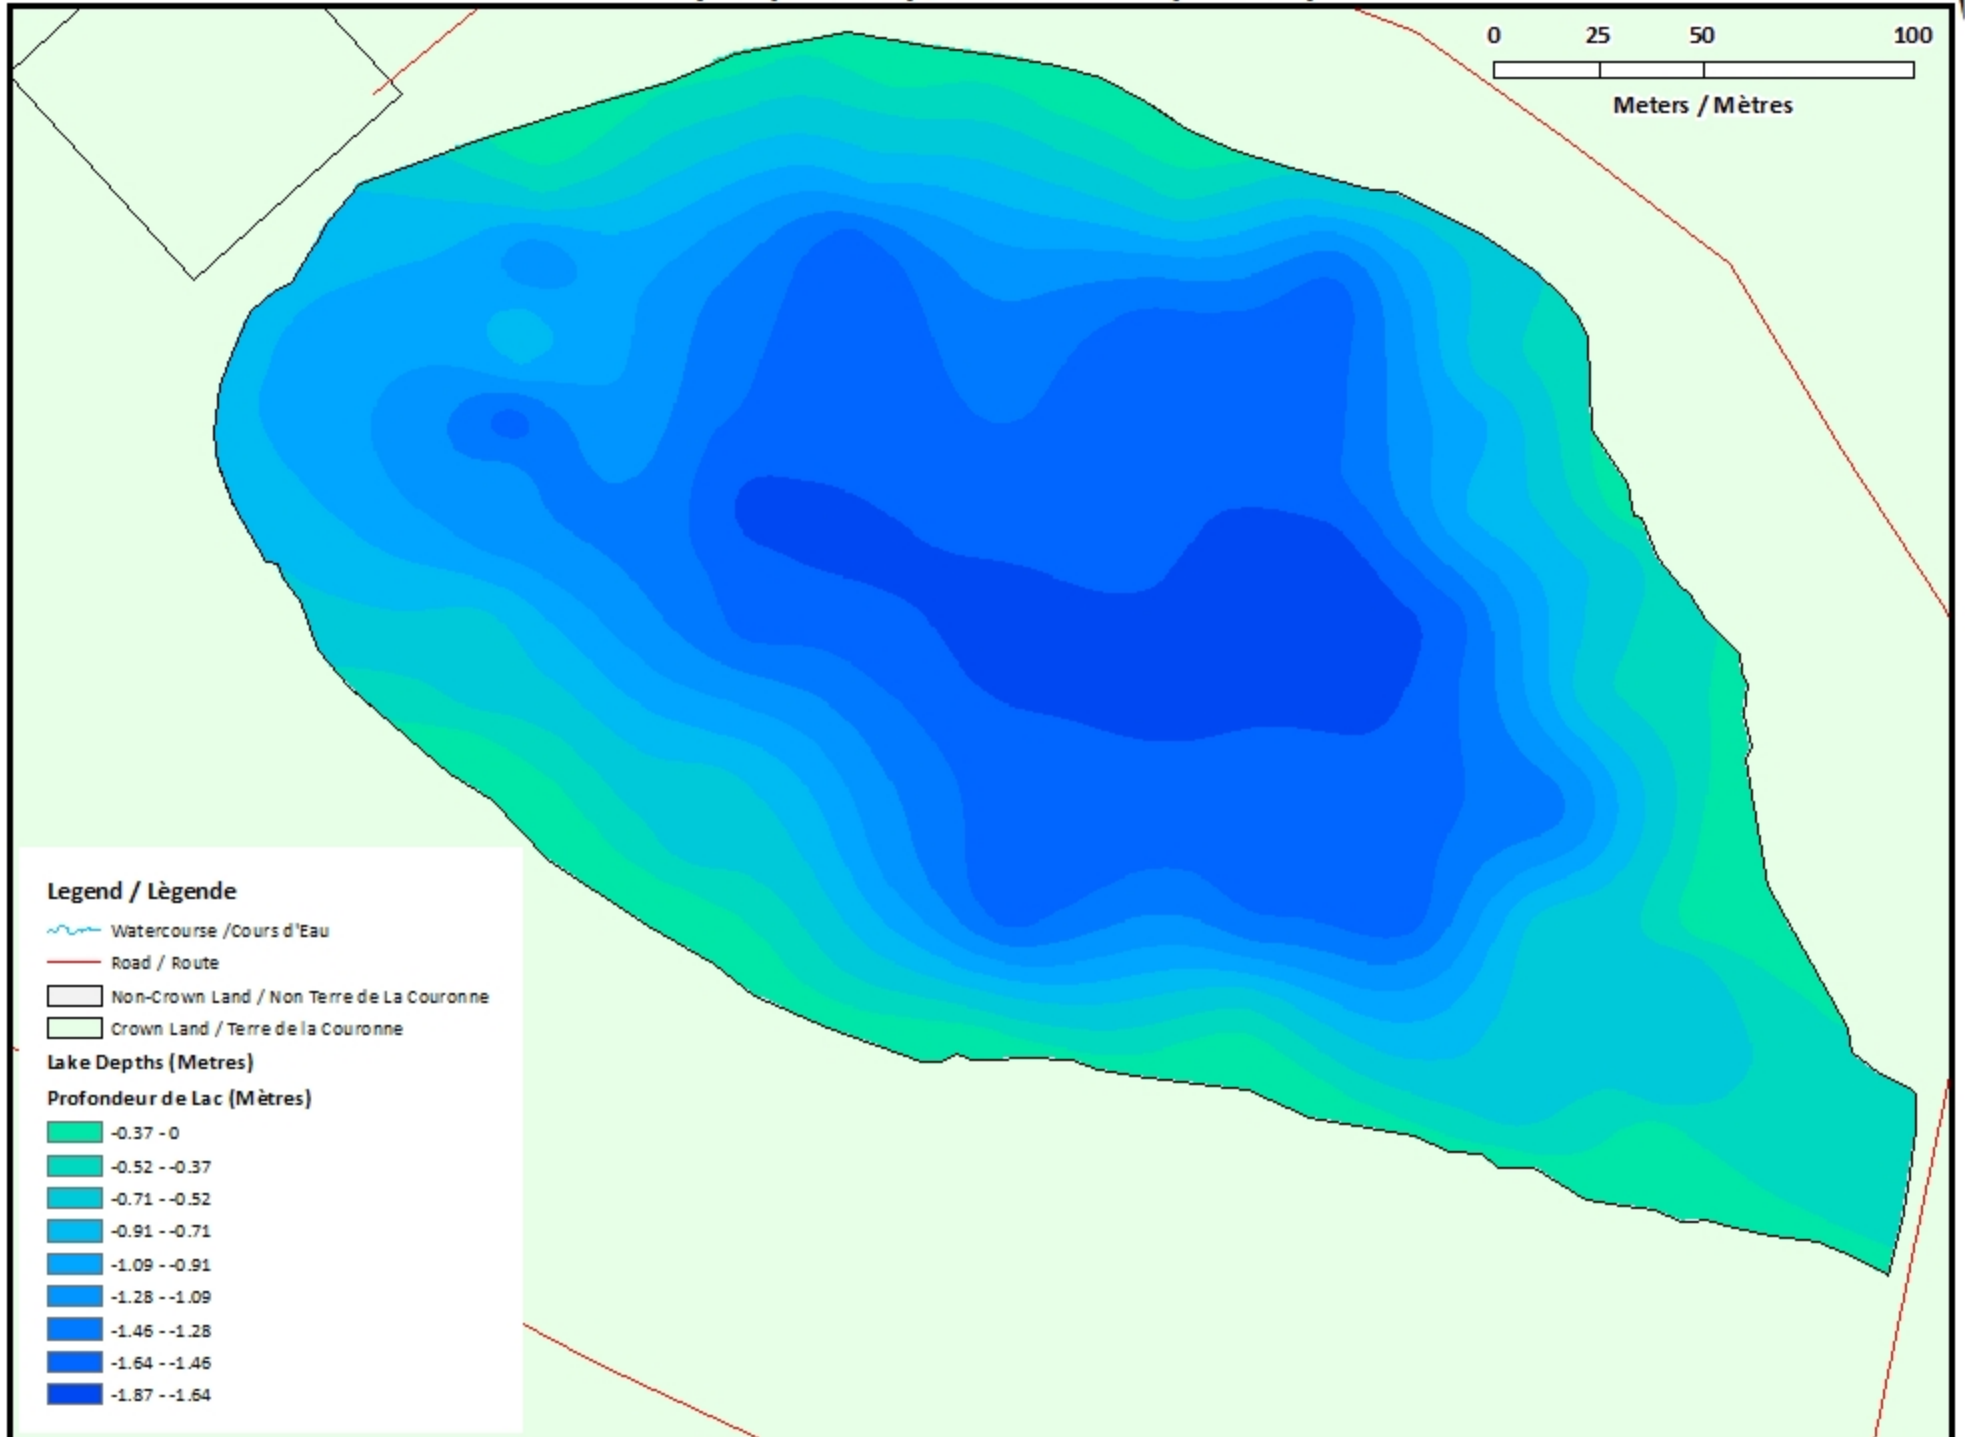 0 25 50 100
Meters / Mètres
Legend / Lègende
Watercourse /Cours d'Eau
Road / Route
Non-Crown Land / Non Terre de La Couronne
Crown Land / Terre de la Couronne
Lake Depths (Metres)
Profondeur de Lac (Mètres)
-0.37 - 0
-0.52 - -0.37
-0.71 - -0.52
-0.91 - -0.71
-1.09 - -0.91
-1.28 - -1.09
-1.46 - -1.28
-1.64 - -1.46
-1.87 - -1.64